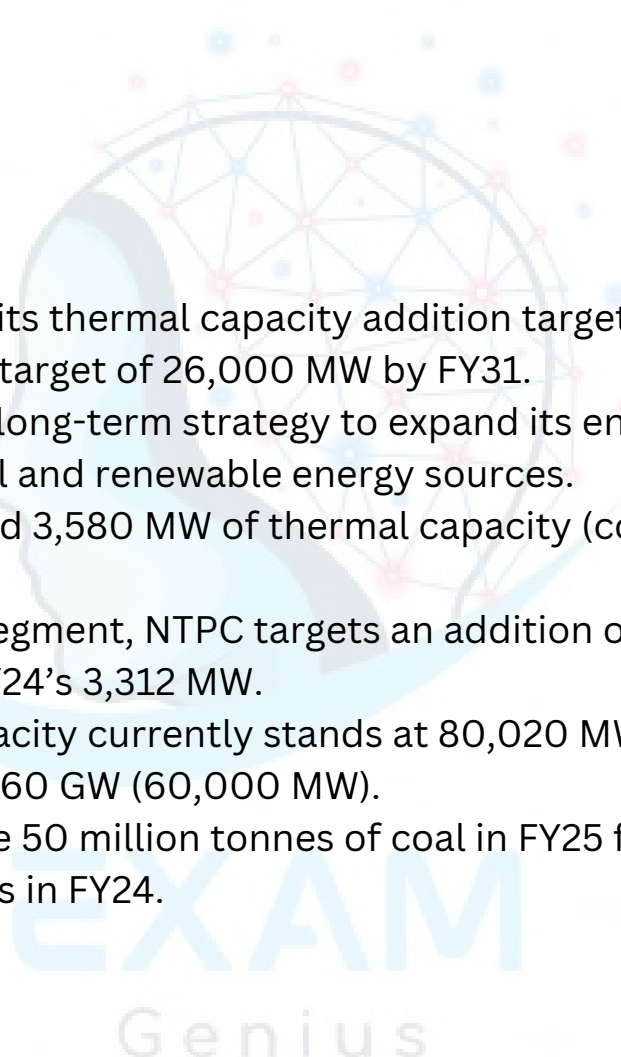 its thermal capacity addition target
target of 26,000 MW by FY31.
long-term strategy to expand its en
l and renewable energy sources.
d 3,580 MW of thermal capacity (co
egment, NTPC targets an addition o
Y24’s 3,312 MW.
acity currently stands at 80,020 MW
60 GW (60,000 MW).
e 50 million tonnes of coal in FY25 f
s in FY24.
EXAM
Genius